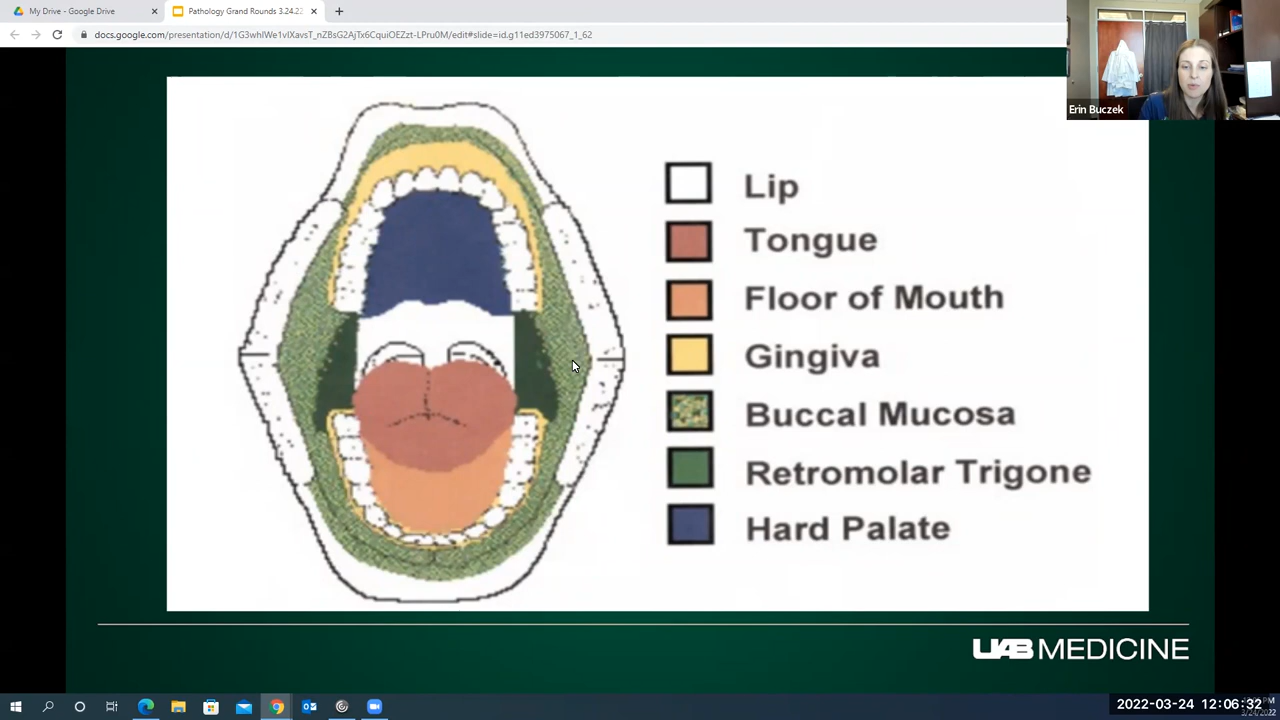 My Drive - Google Drive
Pathology Grand Rounds 3.24.22
docs.google.com/presentation/d/1G3whIWe1vIXavsT_nZBsG2AjTx6CquiOEZzt-LPru0M/edit#slide=id.g11ed3975067_1_62
Erin Buczek
Lip
Tongue
Floor of Mouth
Gingiva
Buccal Mucosa
Retromolar Trigone
Hard Palate
UAB MEDICINE
2022-03-24 12:06:32